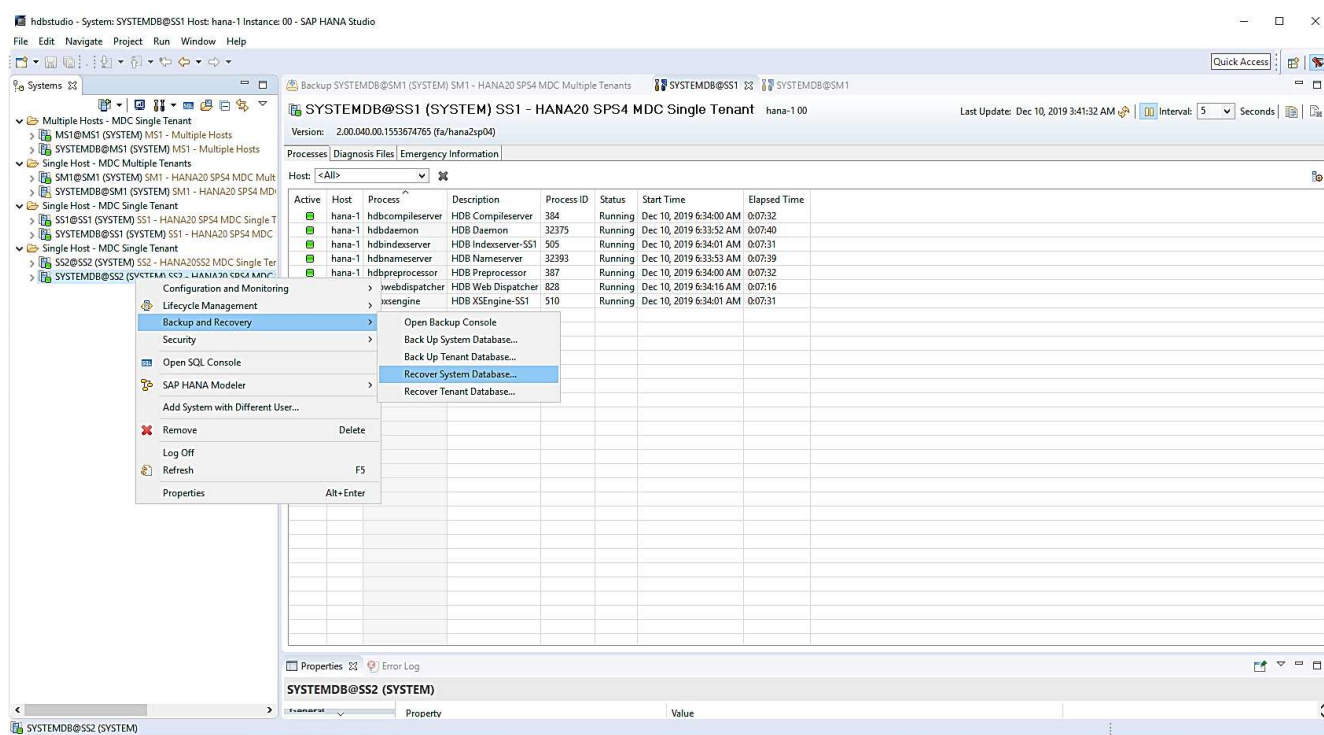 hdbstudio - System: SYSTEMDB@SS1 Host: hana-1 Instance: 00 - SAP HANA Studio
File Edit Navigate Project Run Window Help
Quick Access
Systems
Backup SYSTEMDB@SM1 (SYSTEM) SM1 - HANA20 SPS4 MDC Multiple Tenants
SYSTEMDB@SS1
SYSTEMDB@SM1
Multiple Hosts - MDC Single Tenant
MS1@MS1 (SYSTEM) MS1 - Multiple Hosts
SYSTEMDB@MS1 (SYSTEM) MS1 - Multiple Hosts
Single Host - MDC Multiple Tenants
SM1@SM1 (SYSTEM) SM1 - HANA20 SPS4 MDC Mult
SYSTEMDB@SM1 (SYSTEM) SM1 - HANA20 SPS4 MD
Single Host - MDC Single Tenant
SS1@SS1 (SYSTEM) SS1 - HANA20 SPS4 MDC Single T
SYSTEMDB@SS1 (SYSTEM) SS1 - HANA20 SPS4 MDC
Single Host - MDC Single Tenant
SS2@SS2 (SYSTEM) SS2 - HANA20SS2 MDC Single Ter
SYSTEMDB@SS2 (SYSTEM) SS2 - HANA20 SPS4 MDC
SYSTEMDB@SS1 (SYSTEM) SS1 - HANA20 SPS4 MDC Single Tenant hana-1 00
Last Update: Dec 10, 2019 3:41:32 AM Interval: 5 Seconds
Version: 2.00.040.00.1553674765 (fa/hana2sp04)
Processes Diagnosis Files Emergency Information
Host: <All>
Active Host Process Description Process ID Status Start Time Elapsed Time
hana-1 hdbcompileserver HDB Compileserver 384 Running Dec 10, 2019 6:34:00 AM 0:07:32
hana-1 hdbdaemon HDB Daemon 32375 Running Dec 10, 2019 6:33:52 AM 0:07:40
hana-1 hdbindexserver HDB Indexserver-SS1 505 Running Dec 10, 2019 6:34:01 AM 0:07:31
hana-1 hdbnameserver HDB Nameserver 32393 Running Dec 10, 2019 6:33:53 AM 0:07:39
hana-1 hdbpreprocessor HDB Preprocessor 387 Running Dec 10, 2019 6:34:00 AM 0:07:32
webdispatcher HDB Web Dispatcher 828 Running Dec 10, 2019 6:34:16 AM 0:07:16
xsengine HDB XSEngine-SS1 510 Running Dec 10, 2019 6:34:01 AM 0:07:31
Configuration and Monitoring
Lifecycle Management
Backup and Recovery
Security
Open SQL Console
SAP HANA Modeler
Add System with Different User...
Remove Delete
Log Off
Refresh F5
Properties Alt+Enter
Open Backup Console
Back Up System Database...
Back Up Tenant Database...
Recover System Database...
Recover Tenant Database...
Properties Error Log
SYSTEMDB@SS2 (SYSTEM)
General Property Value
SYSTEMDB@SS2 (SYSTEM)